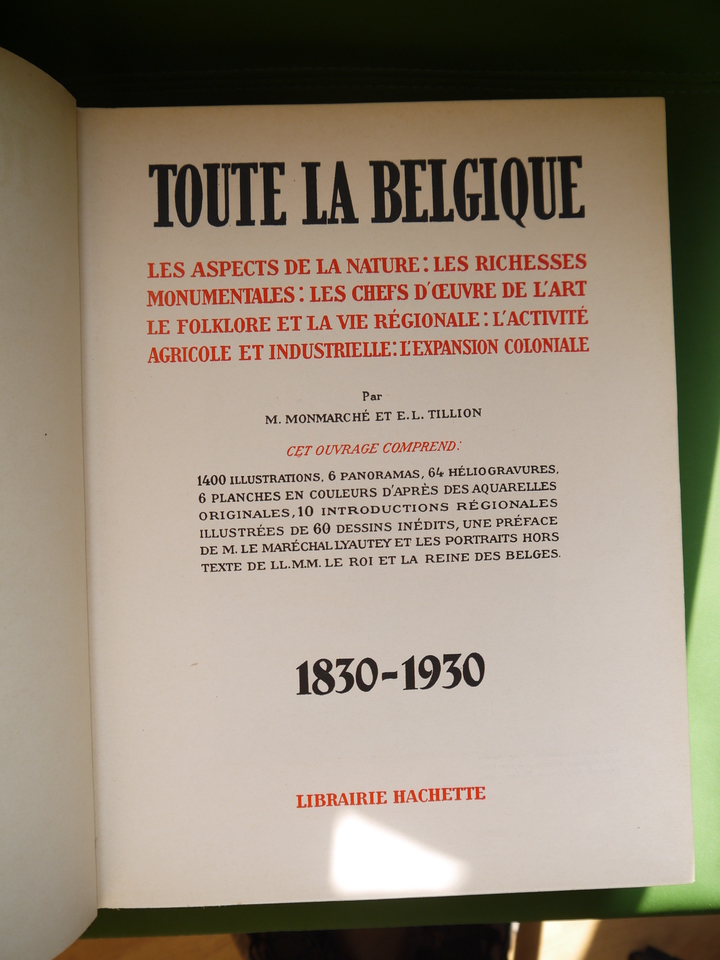 TOUTE LA BELGIQUE
LES ASPECTS DE LA NATURE : LES RICHESSES
MONUMENTALES : LES CHEFS D'ŒUVRE DE L'ART
LE FOLKLORE ET LA VIE RÉGIONALE : L'ACTIVITÉ
AGRICOLE ET INDUSTRIELLE : L'EXPANSION COLONIALE
Par
M. MONMARCHÉ ET E. L. TILLION
CET OUVRAGE COMPREND :
1400 ILLUSTRATIONS, 6 PANORAMAS, 64 HÉLIOGRAVURES,
6 PLANCHES EN COULEURS D'APRÈS DES AQUARELLES
ORIGINALES, 10 INTRODUCTIONS RÉGIONALES
ILLUSTRÉES DE 60 DESSINS INÉDITS, UNE PRÉFACE
DE M. LE MARÉCHAL LYAUTEY ET LES PORTRAITS HORS
TEXTE DE LL.M.M. LE ROI ET LA REINE DES BELGES.
1830-1930
LIBRAIRIE HACHETTE